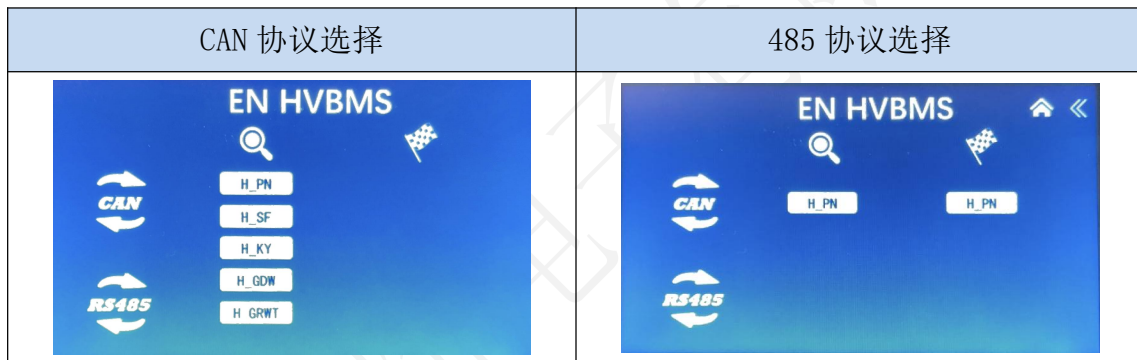 CAN 协议选择
485 协议选择
EN HVBMS
CAN
H_PN
H_SF
H_KY
H_GDW
RS485
H GRWT
EN HVBMS
CAN
H_PN
H_PN
RS485